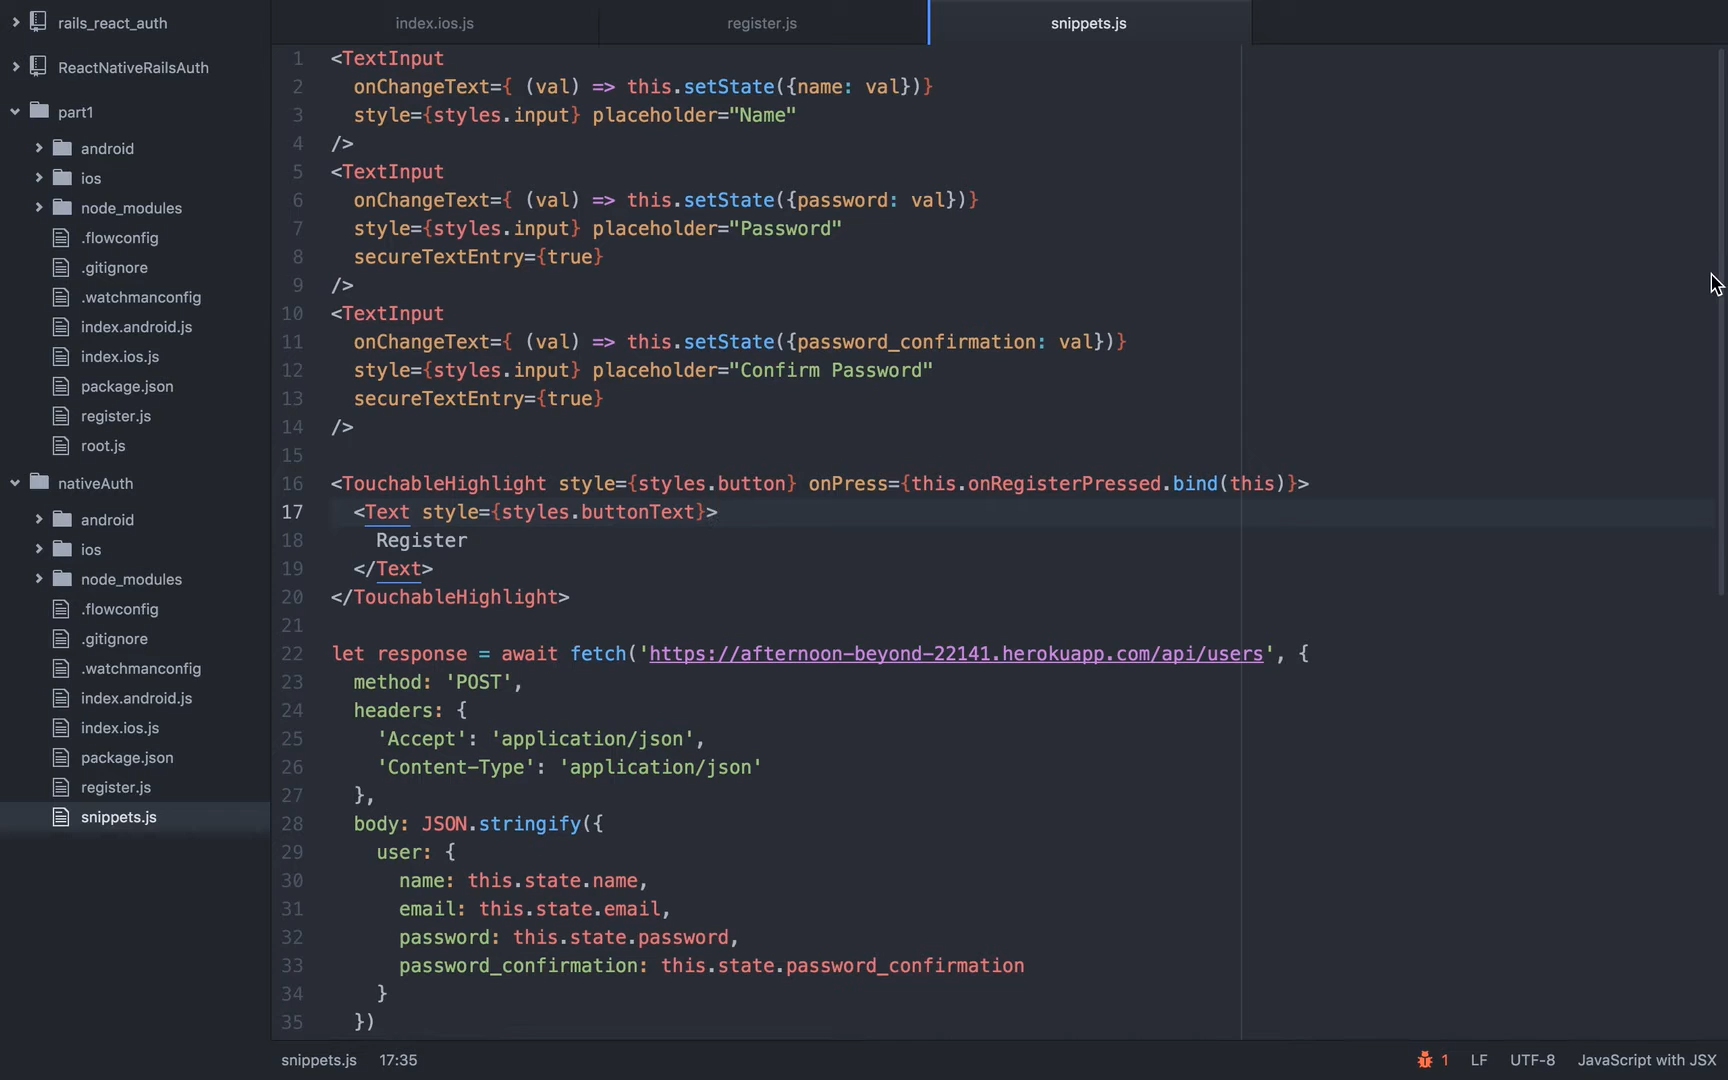 rails_react_auth
ReactNativeRailsAuth
part1
android
ios
node_modules
.flowconfig
.gitignore
.watchmanconfig
index.android.js
index.ios.js
package.json
register.js
root.js
nativeAuth
android
ios
node_modules
.flowconfig
.gitignore
.watchmanconfig
index.android.js
index.ios.js
package.json
register.js
snippets.js
index.ios.js
register.js
snippets.js
1 <TextInput
2 onChangeText={ (val) => this.setState({name: val})}
3 style={styles.input} placeholder="Name"
4 />
5 <TextInput
6 onChangeText={ (val) => this.setState({password: val})}
7 style={styles.input} placeholder="Password"
8 secureTextEntry={true}
9 />
10 <TextInput
11 onChangeText={ (val) => this.setState({password_confirmation: val})}
12 style={styles.input} placeholder="Confirm Password"
13 secureTextEntry={true}
14 />
15
16 <TouchableHighlight style={styles.button} onPress={this.onRegisterPressed.bind(this)}>
17 <Text style={styles.buttonText}>
18 Register
19 </Text>
20 </TouchableHighlight>
21
22 let response = await fetch('https://afternoon-beyond-22141.herokuapp.com/api/users', {
23 method: 'POST',
24 headers: {
25 'Accept': 'application/json',
26 'Content-Type': 'application/json'
27 },
28 body: JSON.stringify({
29 user: {
30 name: this.state.name,
31 email: this.state.email,
32 password: this.state.password,
33 password_confirmation: this.state.password_confirmation
34 }
35 })
snippets.js 17:35
1 LF UTF-8 JavaScript with JSX